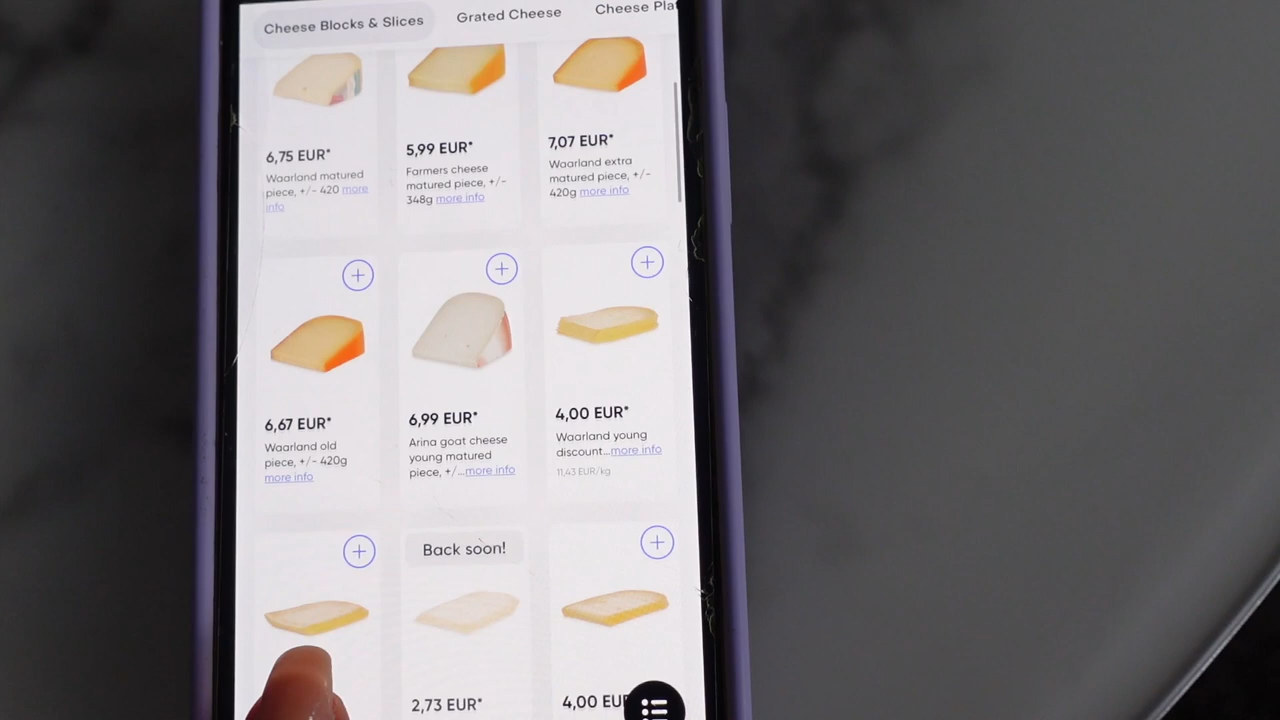 Cheese Blocks & Slices
Grated Cheese
Cheese Pla
6,75 EUR*
Waarland matured
piece, +/- 420 more
info
5,99 EUR*
Farmers cheese
matured piece, +/-
348g more info
7,07 EUR*
Waarland extra
matured piece, +/-
420g more info
6,67 EUR*
Waarland old
piece, +/- 420g
more info
6,99 EUR*
Arina goat cheese
young matured
piece, +/...more info
4,00 EUR*
Waarland young
discount...more info
11,43 EUR/kg
Back soon!
2,73 EUR*
4,00 EU